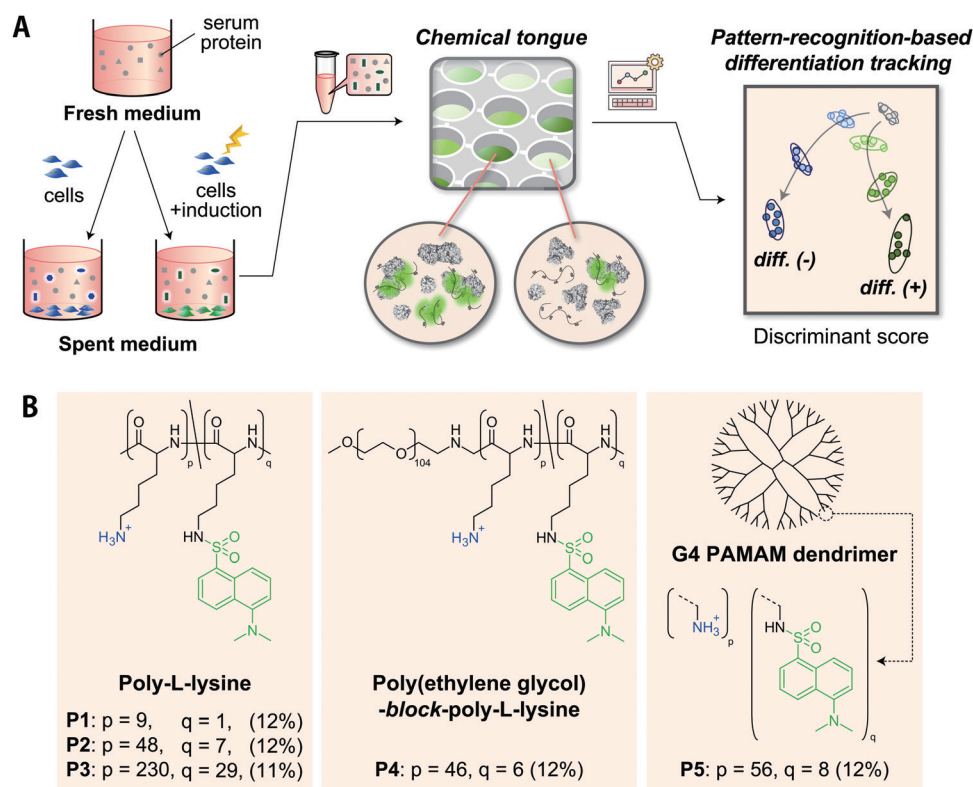 A
serum
protein
Fresh medium
cells
cells
+induction
Spent medium
Chemical tongue
Pattern-recognition-based
differentiation tracking
diff. (-)
diff. (+)
Discriminant score
B
O
N
H
p
O
N
H
q
H₃N⁺
HN
S
O
O
N
Poly-L-lysine
P1: p = 9, q = 1, (12%)
P2: p = 48, q = 7, (12%)
P3: p = 230, q = 29, (11%)
O
O
104
H
N
O
H
N
p
O
H
N
q
H₃N⁺
HN
S
O
O
N
Poly(ethylene glycol)
-block-poly-L-lysine
P4: p = 46, q = 6 (12%)
G4 PAMAM dendrimer
NH₃⁺
p
HN
S
O
O
N
q
P5: p = 56, q = 8 (12%)